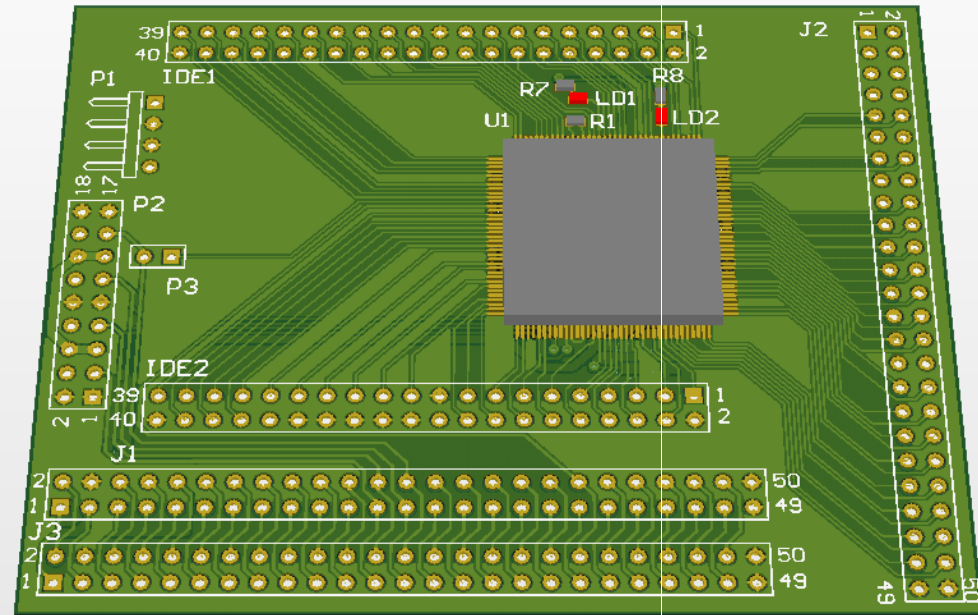 39 1 J2 1 2
40 2
IDE1
P1 R7 LD1 R8
U1 R1 LD2
18 17
P2
P3
IDE2
39 1
40 2
2 1
J1
2 50
1 49
J3
2 50
1 49
49 50